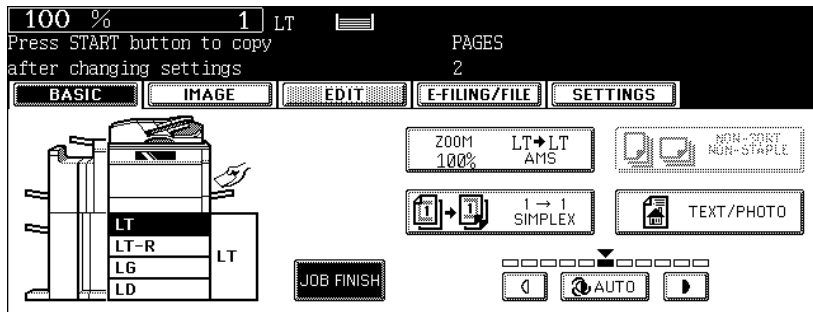 100 % 1 LT
Press START button to copy PAGES
after changing settings 2
BASIC IMAGE EDIT E-FILING/FILE SETTINGS
ZOOM LT→LT NON-SORT
100% AMS NON-STAPLE
1 1 1 → 1 TEXT/PHOTO
SIMPLEX
LT
LT-R
LT
LG
LD
JOB FINISH
AUTO